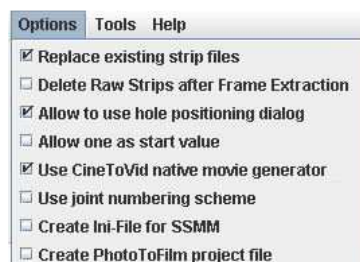 Options Tools Help
Replace existing strip files
Delete Raw Strips after Frame Extraction
Allow to use hole positioning dialog
Allow one as start value
Use CineToVid native movie generator
Use joint numbering scheme
Create Ini-File for SSMM
Create PhotoToFilm project file